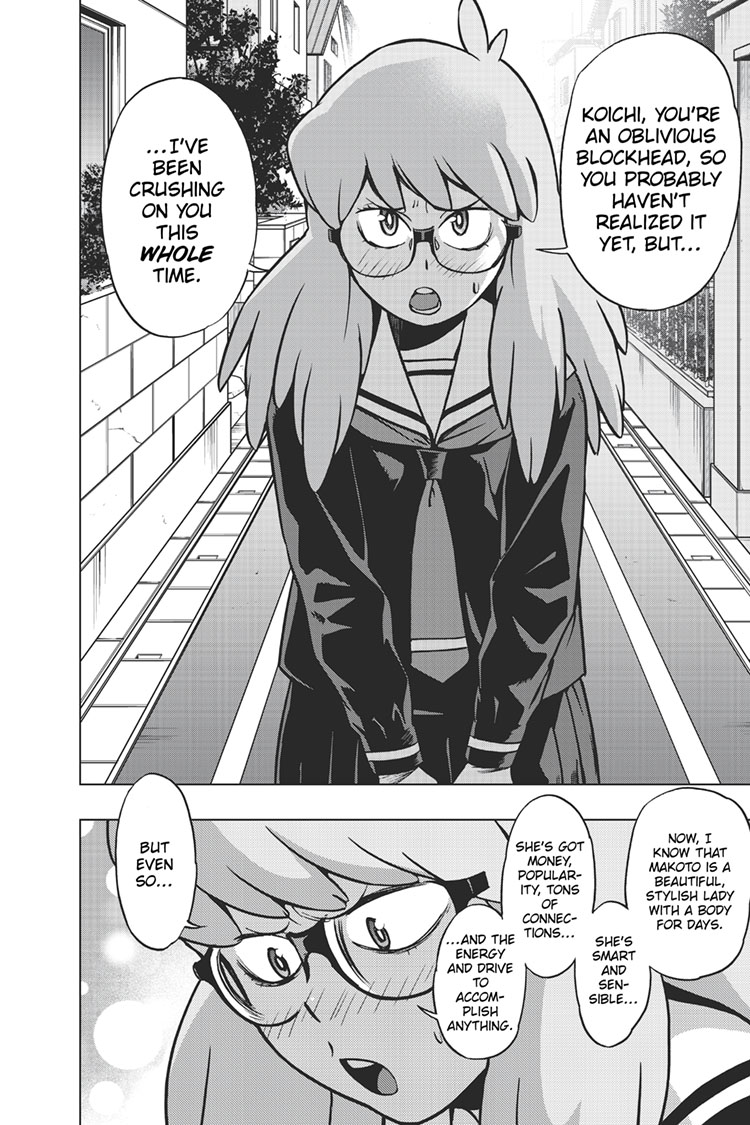 KOICHI, YOU'RE
AN OBLIVIOUS
BLOCKHEAD, SO
YOU PROBABLY
HAVEN'T
REALIZED IT
YET, BUT...
...I'VE
BEEN
CRUSHING
ON YOU
THIS
WHOLE
TIME.
NOW, I
KNOW THAT
MAKOTO IS A
BEAUTIFUL,
STYLISH LADY
WITH A BODY
FOR DAYS.
SHE'S
SMART
AND
SEN-
SIBLE...
SHE'S GOT
MONEY,
POPULAR-
ITY, TONS
OF
CONNEC-
TIONS...
...AND THE
ENERGY
AND DRIVE
TO
ACCOM-
PLISH
ANYTHING.
BUT
EVEN
SO...